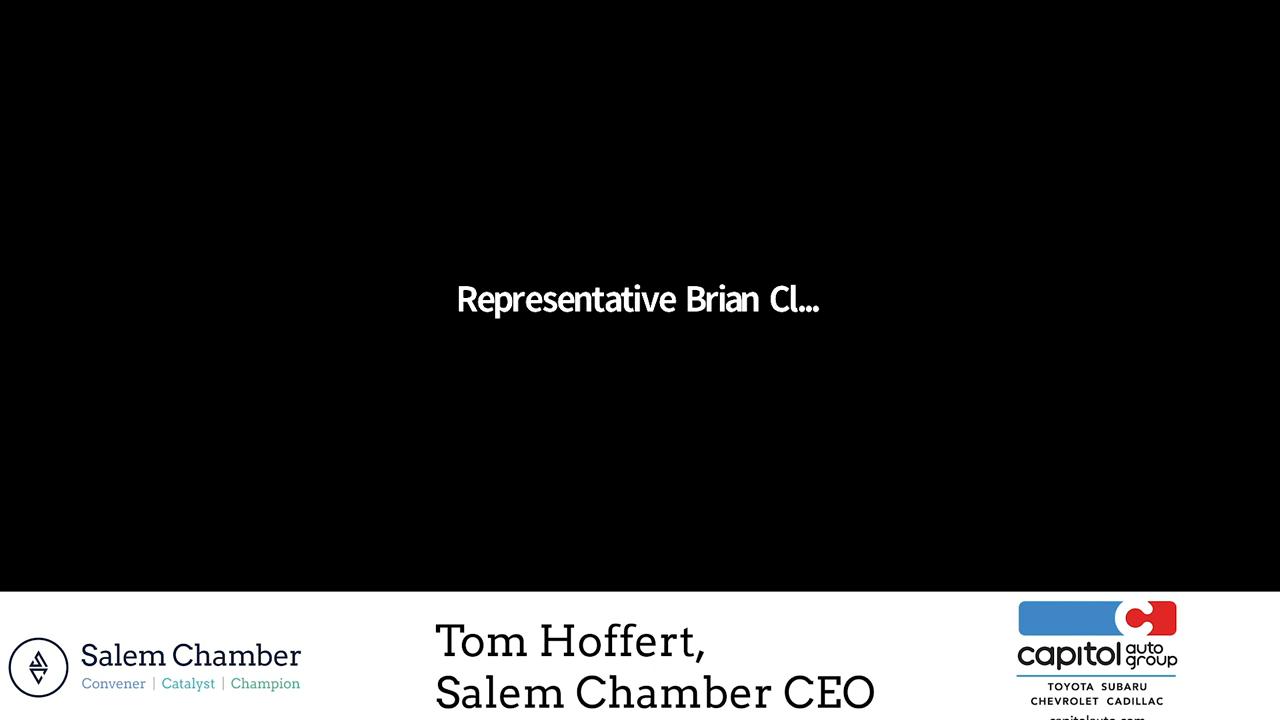 Representative Brian Cl...
Salem Chamber
Convener | Catalyst | Champion
Tom Hoffert,
Salem Chamber CEO
capitol auto group
TOYOTA SUBARU
CHEVROLET CADILLAC